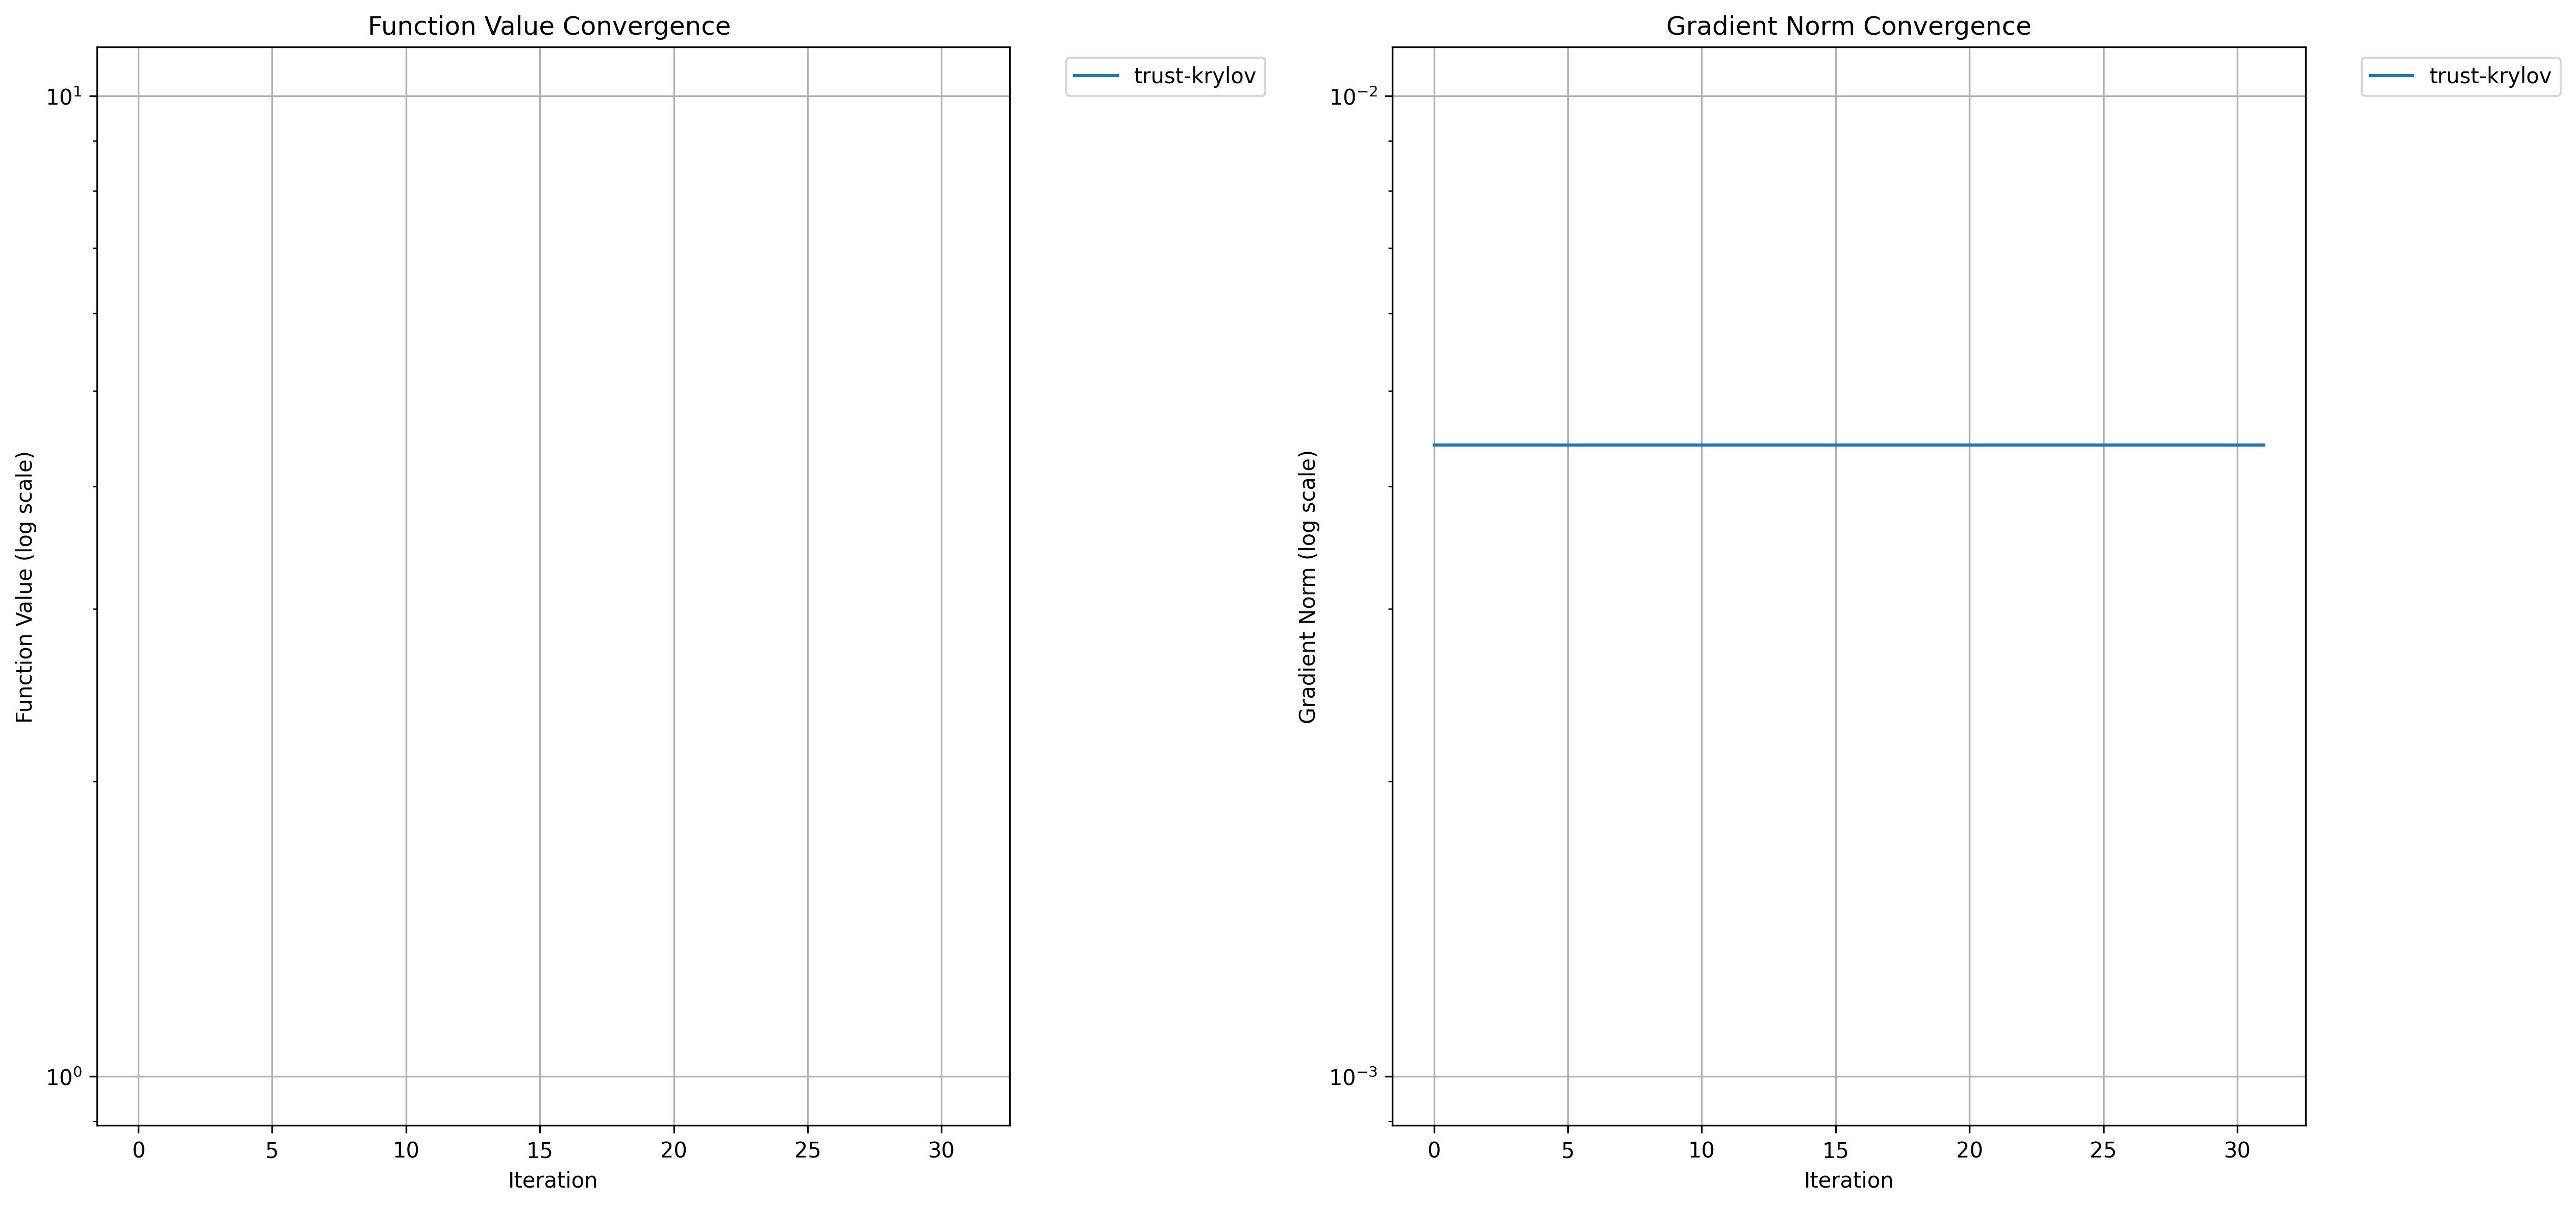 Function Value Convergence
Function Value (log scale)
10¹
10⁰
0 5 10 15 20 25 30
Iteration
trust-krylov
Gradient Norm Convergence
Gradient Norm (log scale)
10⁻²
10⁻³
0 5 10 15 20 25 30
Iteration
trust-krylov